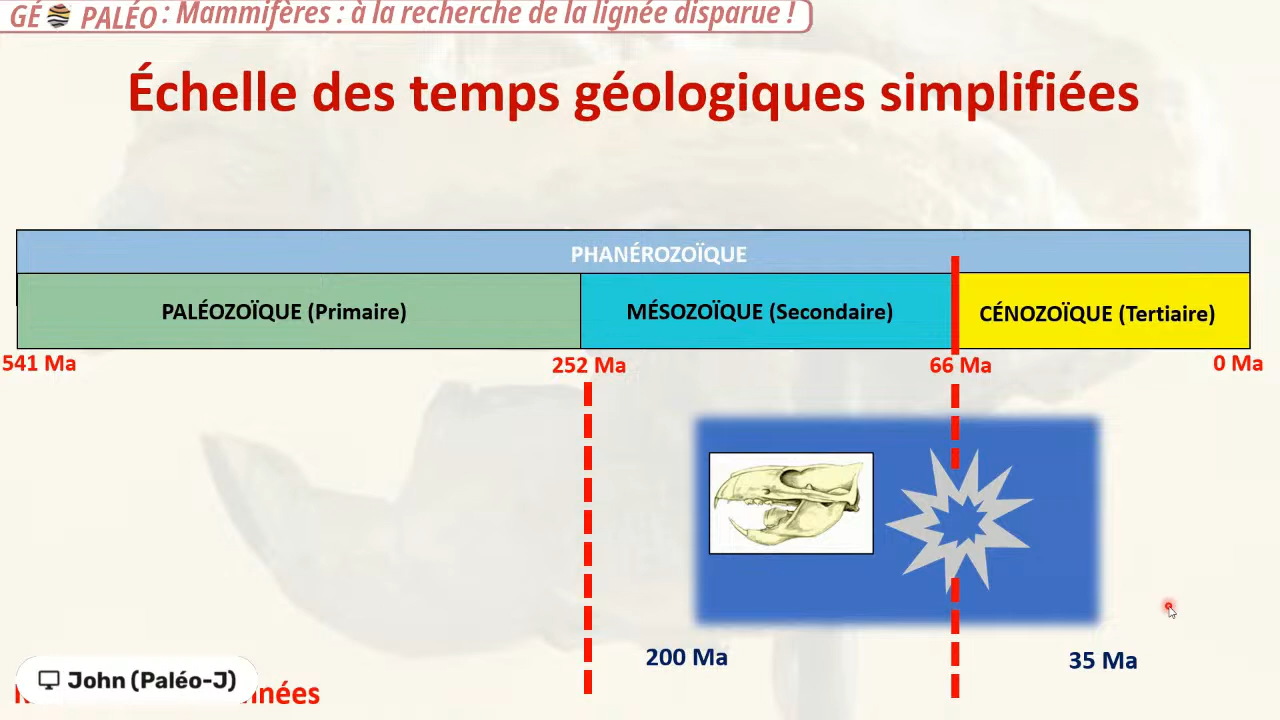 GÉ PALÉO : Mammifères : à la recherche de la lignée disparue !
Échelle des temps géologiques simplifiées
PHANÉROZOÏQUE
PALÉOZOÏQUE (Primaire)
MÉSOZOÏQUE (Secondaire)
CÉNOZOÏQUE (Tertiaire)
541 Ma
252 Ma
66 Ma
0 Ma
200 Ma
35 Ma
John (Paléo-J)